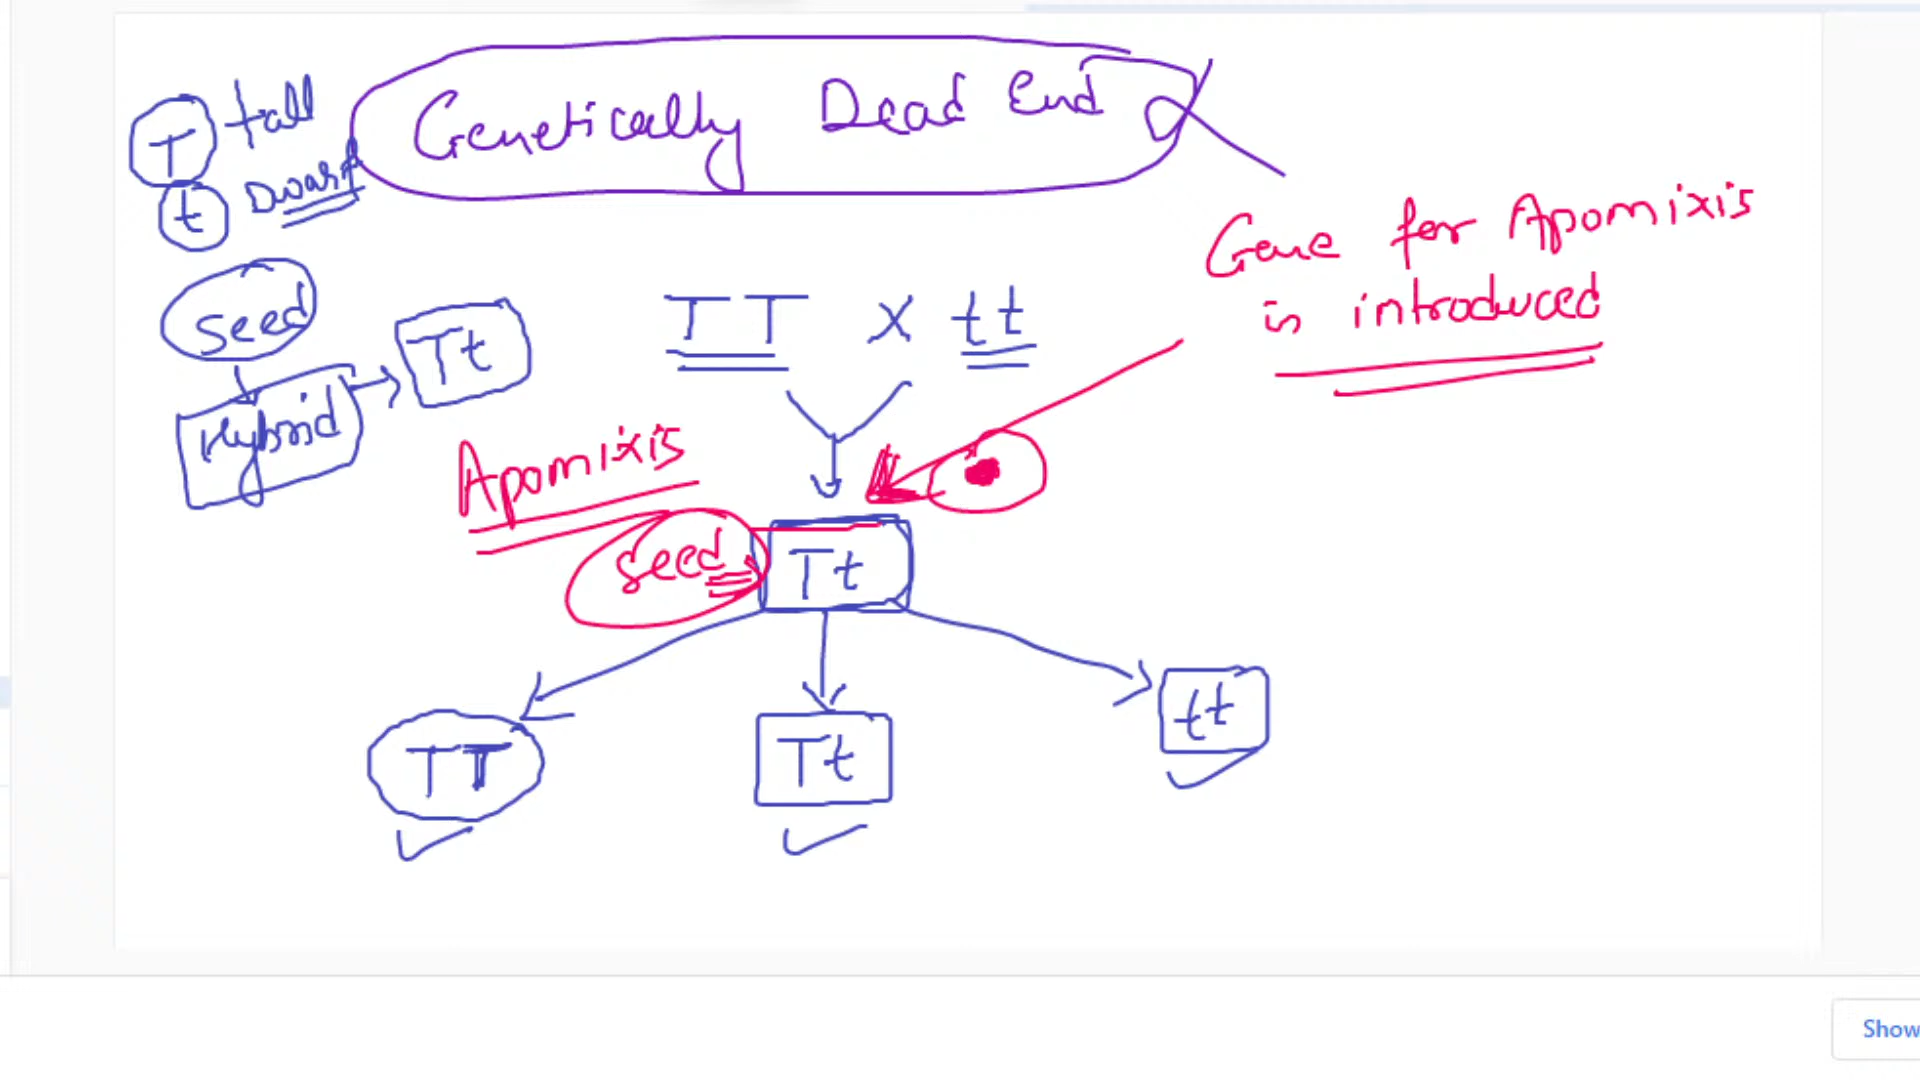 T tall
t Dwarf
Genetically Dead End
Gene for Apomixis
is introduced
Seed
Hybrid
Tt
TT x tt
Apomixis
Seed
Tt
TT
Tt
tt
Show